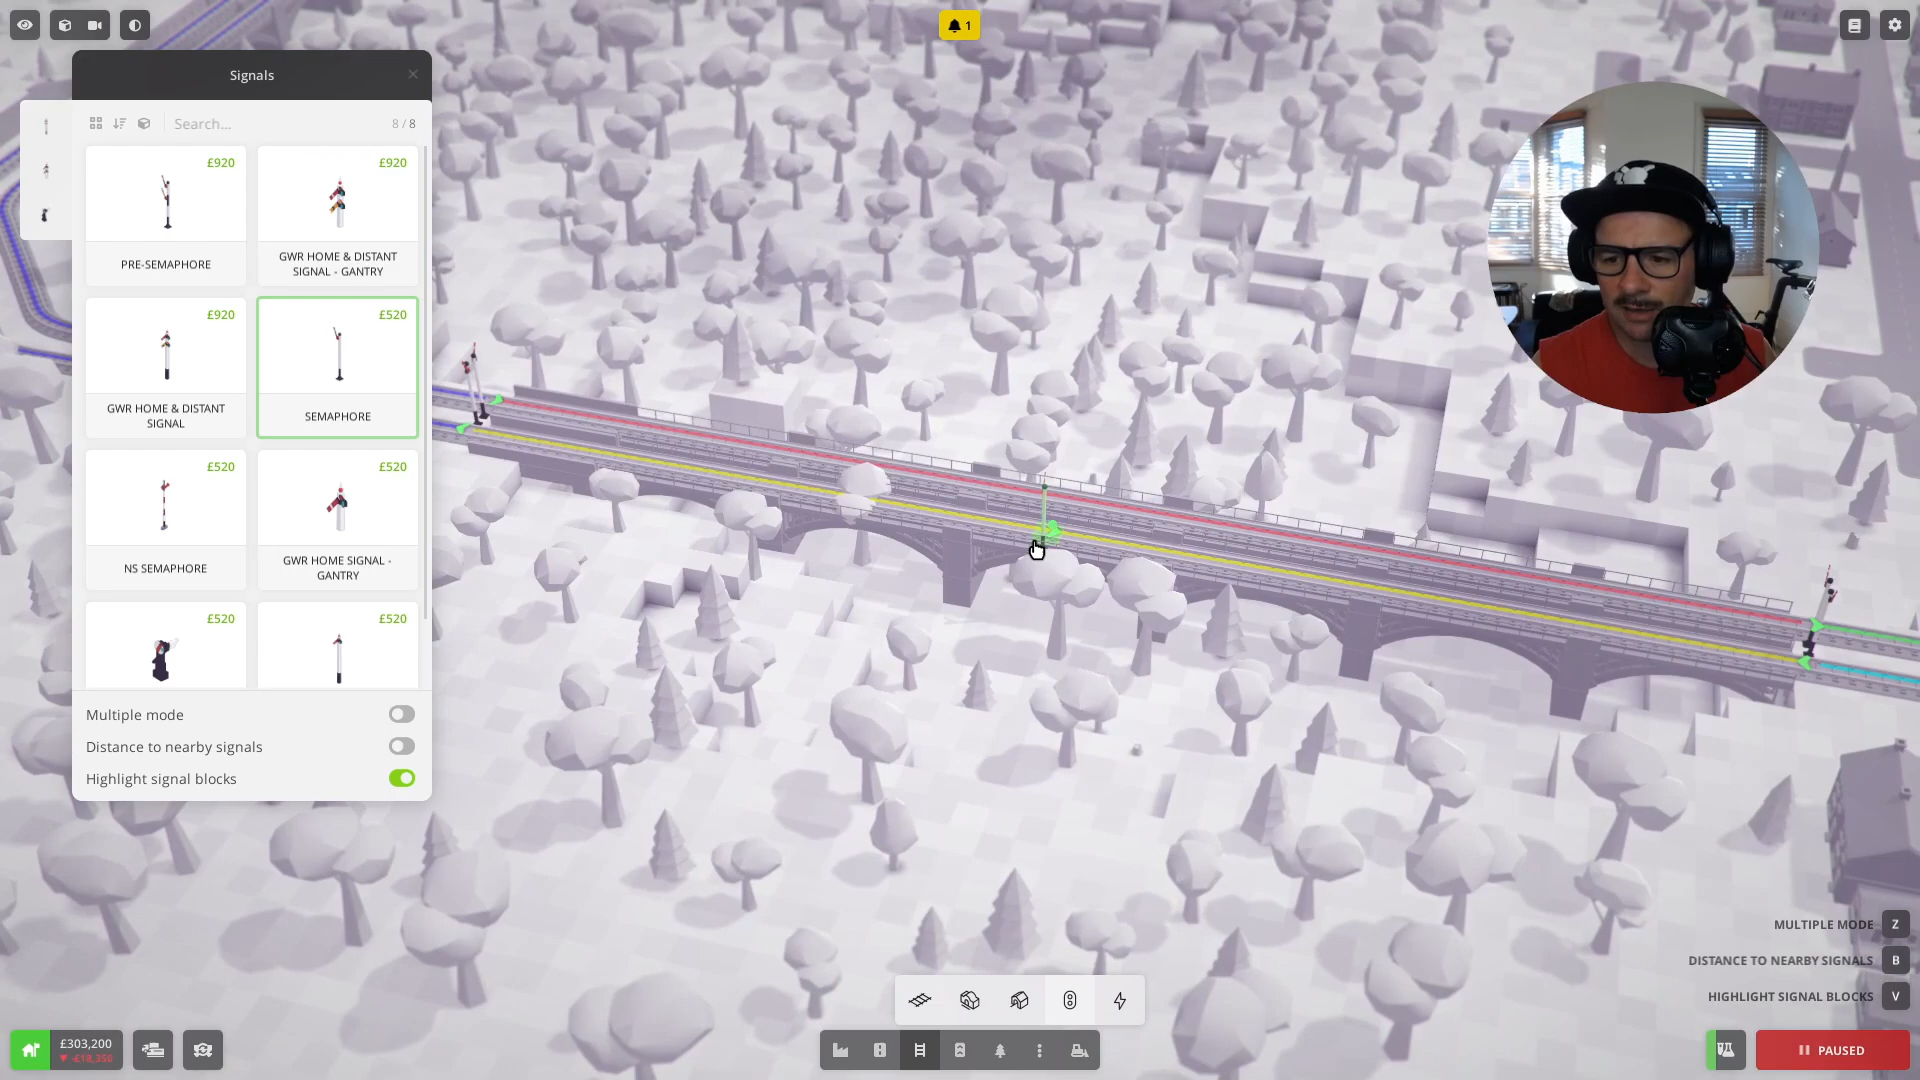 1
Signals
Search...
8 / 8
£920
PRE-SEMAPHORE
£920
GWR HOME & DISTANT
SIGNAL - GANTRY
£920
GWR HOME & DISTANT
SIGNAL
£520
SEMAPHORE
£520
NS SEMAPHORE
£520
GWR HOME SIGNAL -
GANTRY
£520
£520
Multiple mode
Distance to nearby signals
Highlight signal blocks
MULTIPLE MODE Z
DISTANCE TO NEARBY SIGNALS B
HIGHLIGHT SIGNAL BLOCKS V
£303,200
-£18,350
PAUSED